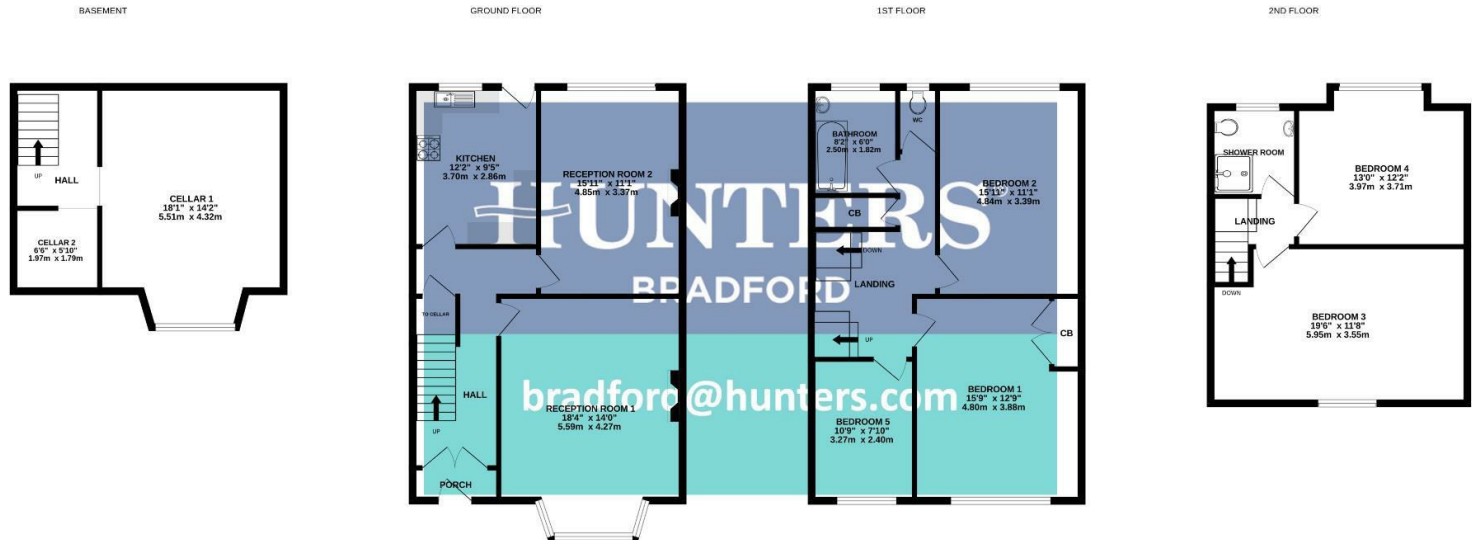 BASEMENT
GROUND FLOOR
1ST FLOOR
2ND FLOOR
UP
HALL
CELLAR 1
18'1" x 14'2"
5.51m x 4.32m
CELLAR 2
6'6" x 5'10"
1.97m x 1.79m
KITCHEN
12'2" x 9'5"
3.70m x 2.86m
RECEPTION ROOM 2
15'11" x 11'1"
4.85m x 3.37m
TO CELLAR
HALL
UP
PORCH
RECEPTION ROOM 1
18'4" x 14'0"
5.59m x 4.27m
HUNTERS
BRADFORD
bradford@hunters.com
BATHROOM
8'2" x 6'0"
2.50m x 1.82m
WC
BEDROOM 2
15'11" x 11'1"
4.84m x 3.39m
CB
DOWN
LANDING
UP
CB
BEDROOM 1
15'9" x 12'9"
4.80m x 3.88m
BEDROOM 5
10'9" x 7'10"
3.27m x 2.40m
SHOWER ROOM
BEDROOM 4
13'0" x 12'2"
3.97m x 3.71m
LANDING
DOWN
BEDROOM 3
19'6" x 11'8"
5.95m x 3.55m